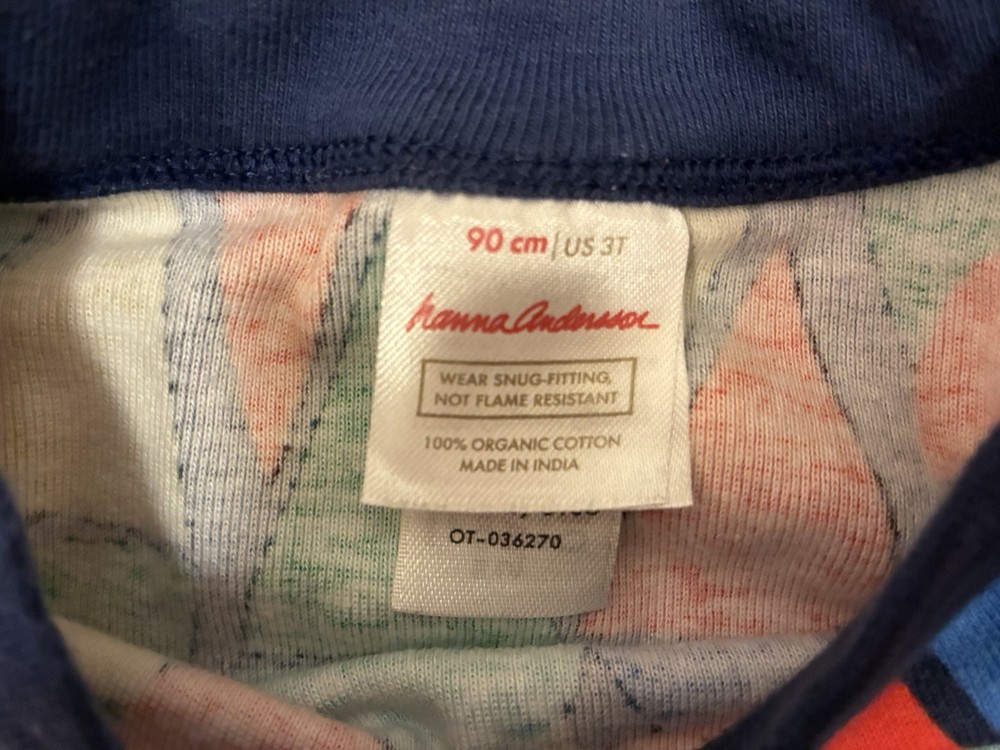 90 cm | US 3T
Hanna Andersson
WEAR SNUG-FITTING,
NOT FLAME RESISTANT
100% ORGANIC COTTON
MADE IN INDIA
OT-036270